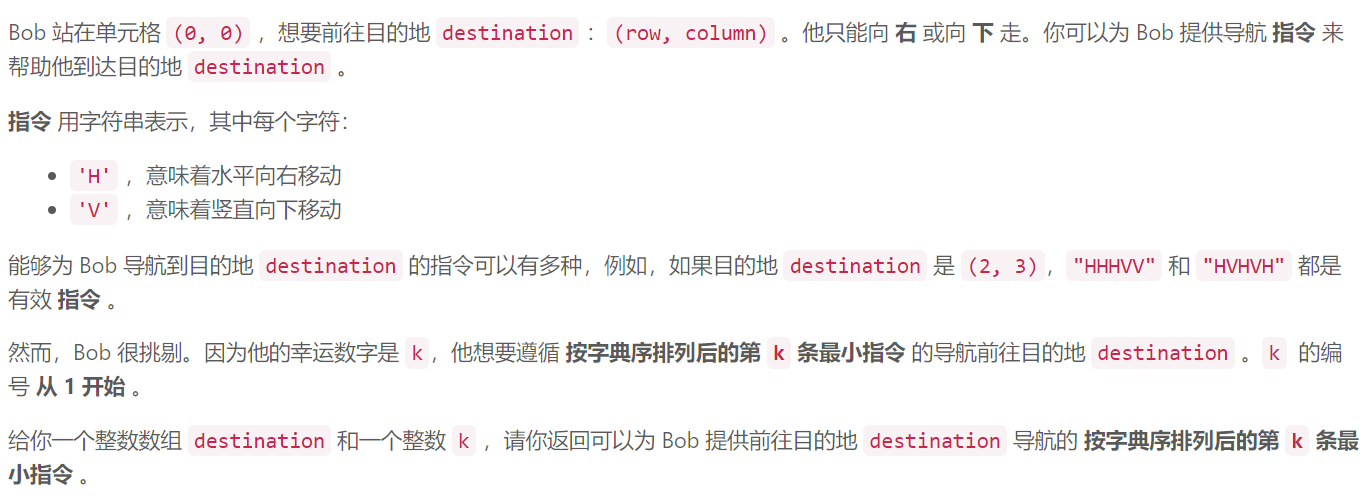 Bob 站在单元格 (0, 0) ，想要前往目的地 destination ：(row, column) 。他只能向 右 或向 下 走。你可以为 Bob 提供导航 指令 来
帮助他到达目的地 destination 。
指令 用字符串表示，其中每个字符：
• 'H' ，意味着水平向右移动
• 'V' ，意味着竖直向下移动
能够为 Bob 导航到目的地 destination 的指令可以有多种，例如，如果目的地 destination 是 (2, 3)，"HHHVV" 和 "HVHVH" 都是
有效 指令 。
然而，Bob 很挑剔。因为他的幸运数字是 k，他想要遵循 按字典序排列后的第 k 条最小指令 的导航前往目的地 destination 。k 的编
号 从 1 开始 。
给你一个整数数组 destination 和一个整数 k ，请你返回可以为 Bob 提供前往目的地 destination 导航的 按字典序排列后的第 k 条最
小指令 。